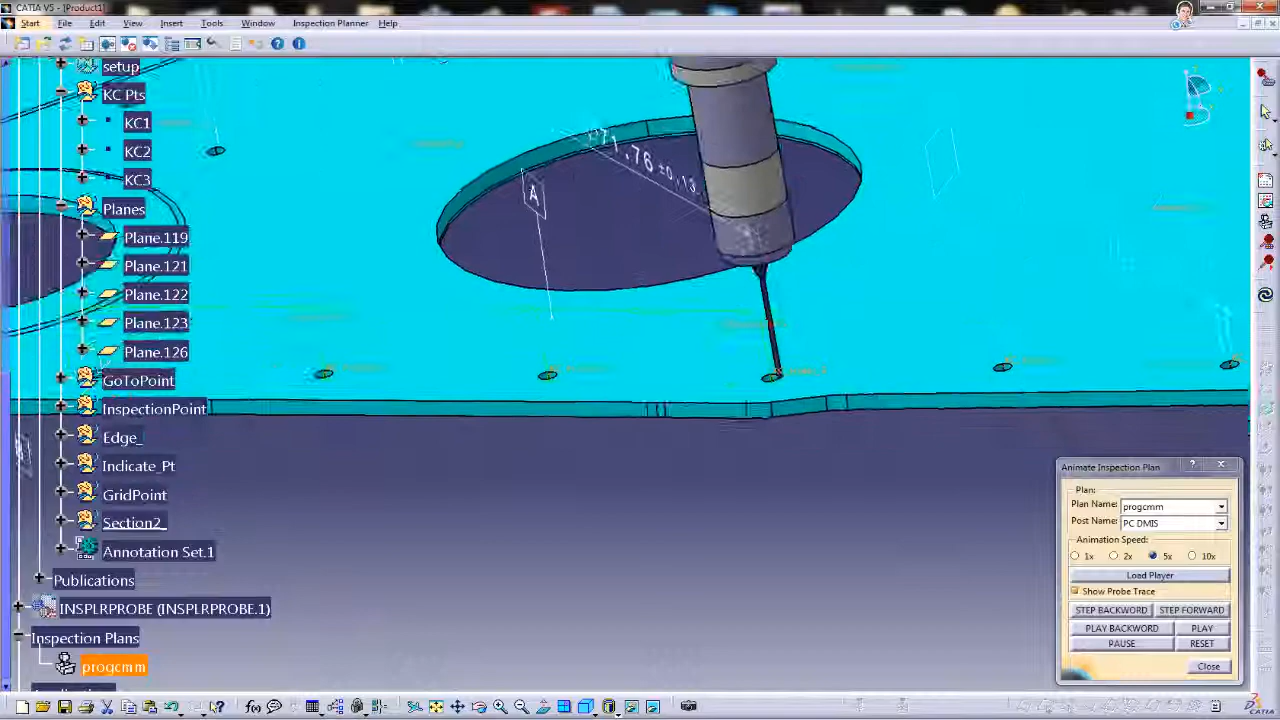 CATIA V5 - [Product1]
Start File Edit View Insert Tools Window Inspection Planner Help
setup
KC Pts
KC1
KC2
KC3
Planes
Plane.119
Plane.121
Plane.122
Plane.123
Plane.126
GoToPoint
InspectionPoint
Edge_
Indicate_Pt
GridPoint
Section2_
Annotation Set.1
Publications
INSPLRPROBE (INSPLRPROBE.1)
Inspection Plans
progcmm
A
Animate Inspection Plan
Plan:
Plan Name: progcmm
Post Name: PC DMIS
Animation Speed:
1x 2x 5x 10x
Load Player
Show Probe Trace
STEP BACKWORD STEP FORWARD
PLAY BACKWORD PLAY
PAUSE RESET
Close
CATIA